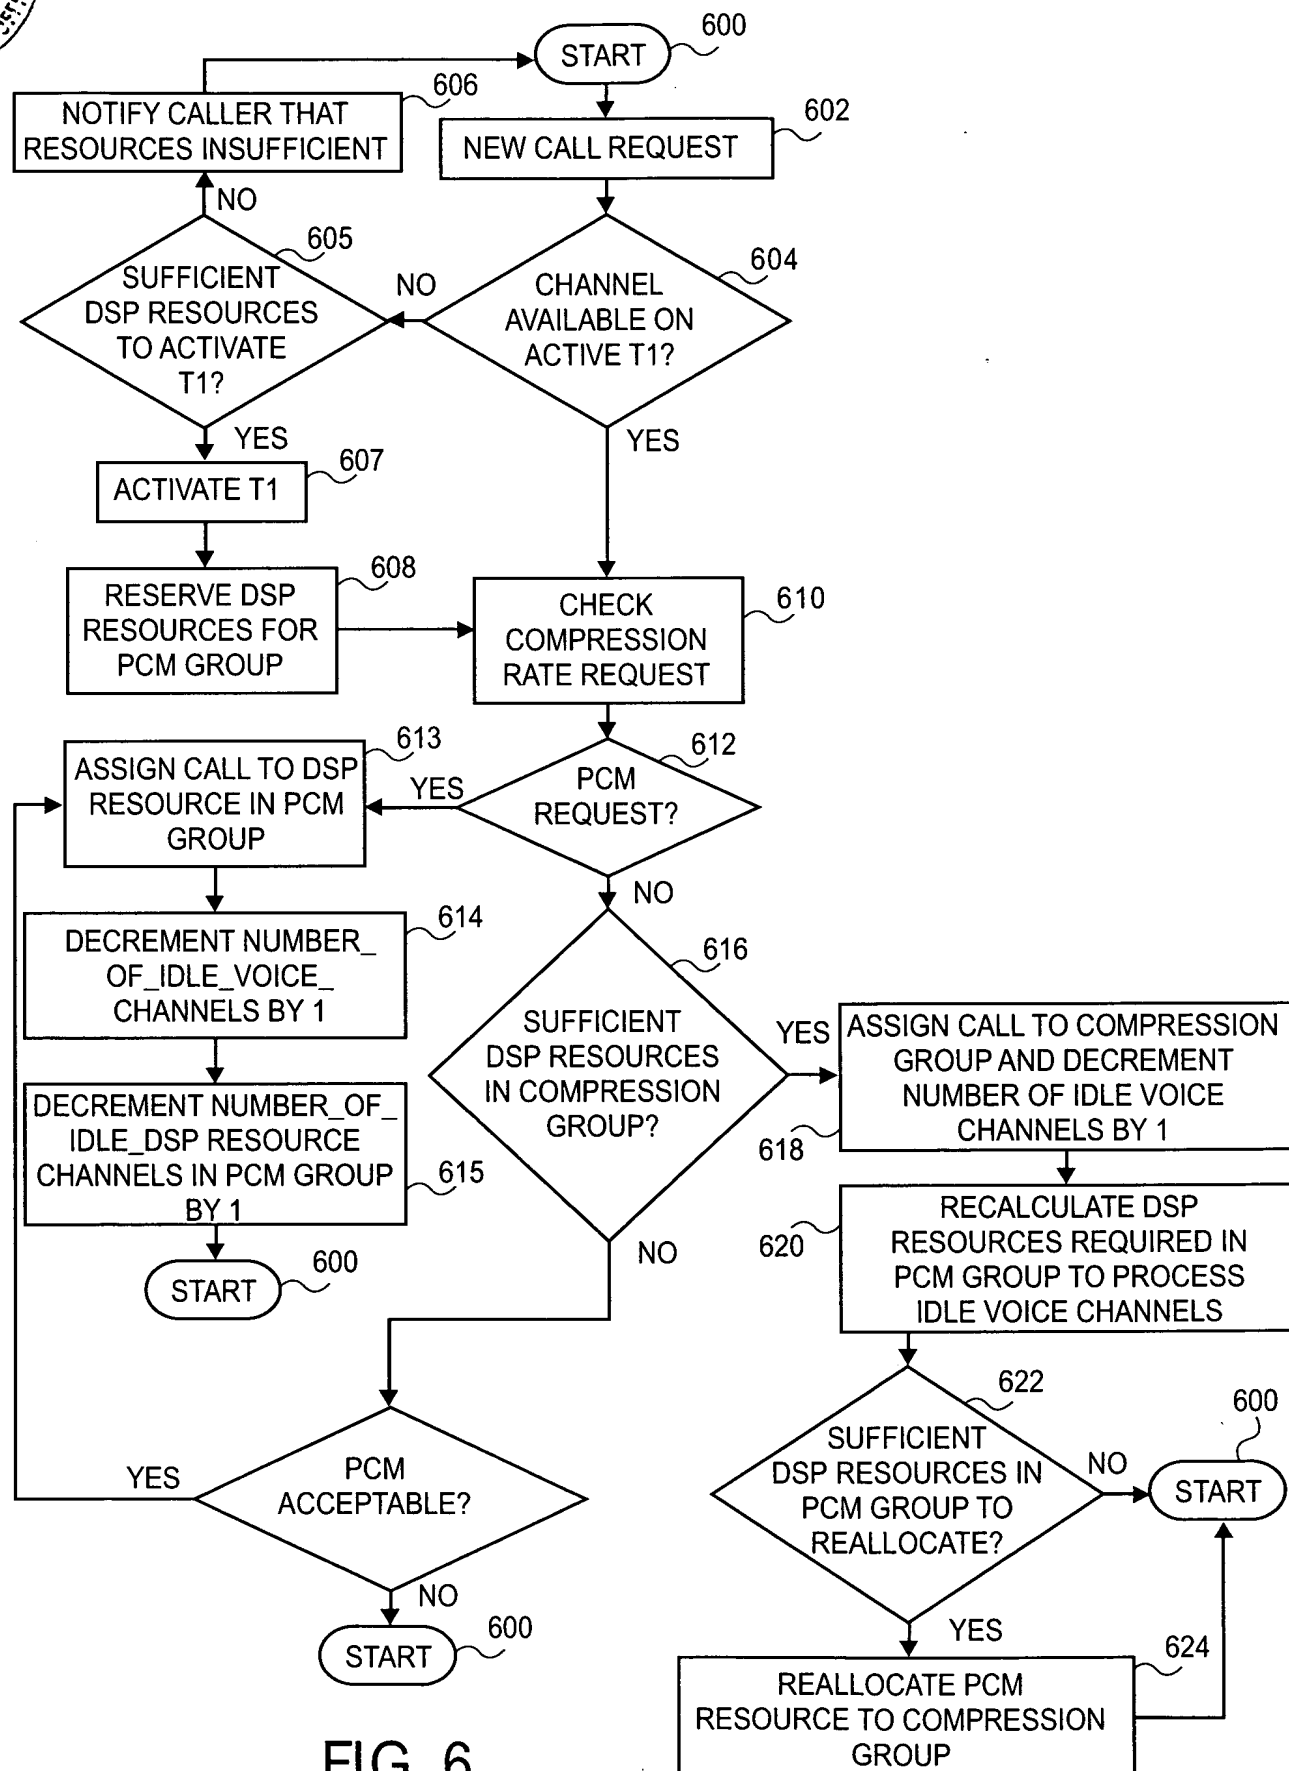 START
600
606
NOTIFY CALLER THAT
RESOURCES INSUFFICIENT
602
NEW CALL REQUEST
NO
605
SUFFICIENT
DSP RESOURCES
TO ACTIVATE
T1?
NO
604
CHANNEL
AVAILABLE ON
ACTIVE T1?
YES
YES
607
ACTIVATE T1
608
RESERVE DSP
RESOURCES FOR
PCM GROUP
610
CHECK
COMPRESSION
RATE REQUEST
613
ASSIGN CALL TO DSP
RESOURCE IN PCM
GROUP
YES
612
PCM
REQUEST?
NO
614
DECREMENT NUMBER_
OF_IDLE_VOICE_
CHANNELS BY 1
616
SUFFICIENT
DSP RESOURCES
IN COMPRESSION
GROUP?
YES
ASSIGN CALL TO COMPRESSION
GROUP AND DECREMENT
NUMBER OF IDLE VOICE
CHANNELS BY 1
618
DECREMENT NUMBER_OF_
IDLE_DSP RESOURCE
CHANNELS IN PCM GROUP
BY 1
615
START
600
NO
620
RECALCULATE DSP
RESOURCES REQUIRED IN
PCM GROUP TO PROCESS
IDLE VOICE CHANNELS
622
SUFFICIENT
DSP RESOURCES IN
PCM GROUP TO
REALLOCATE?
NO
600
START
YES
PCM
ACCEPTABLE?
NO
START
600
YES
624
REALLOCATE PCM
RESOURCE TO COMPRESSION
GROUP
FIG. 6